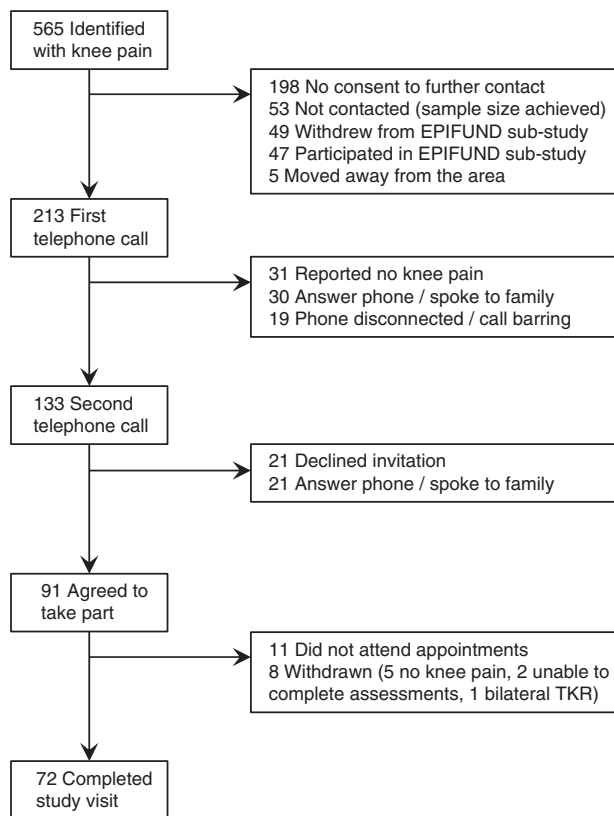 565 Identified
with knee pain
198 No consent to further contact
53 Not contacted (sample size achieved)
49 Withdrew from EPIFUND sub-study
47 Participated in EPIFUND sub-study
5 Moved away from the area
213 First
telephone call
31 Reported no knee pain
30 Answer phone / spoke to family
19 Phone disconnected / call barring
133 Second
telephone call
21 Declined invitation
21 Answer phone / spoke to family
91 Agreed to
take part
11 Did not attend appointments
8 Withdrawn (5 no knee pain, 2 unable to
complete assessments, 1 bilateral TKR)
72 Completed
study visit